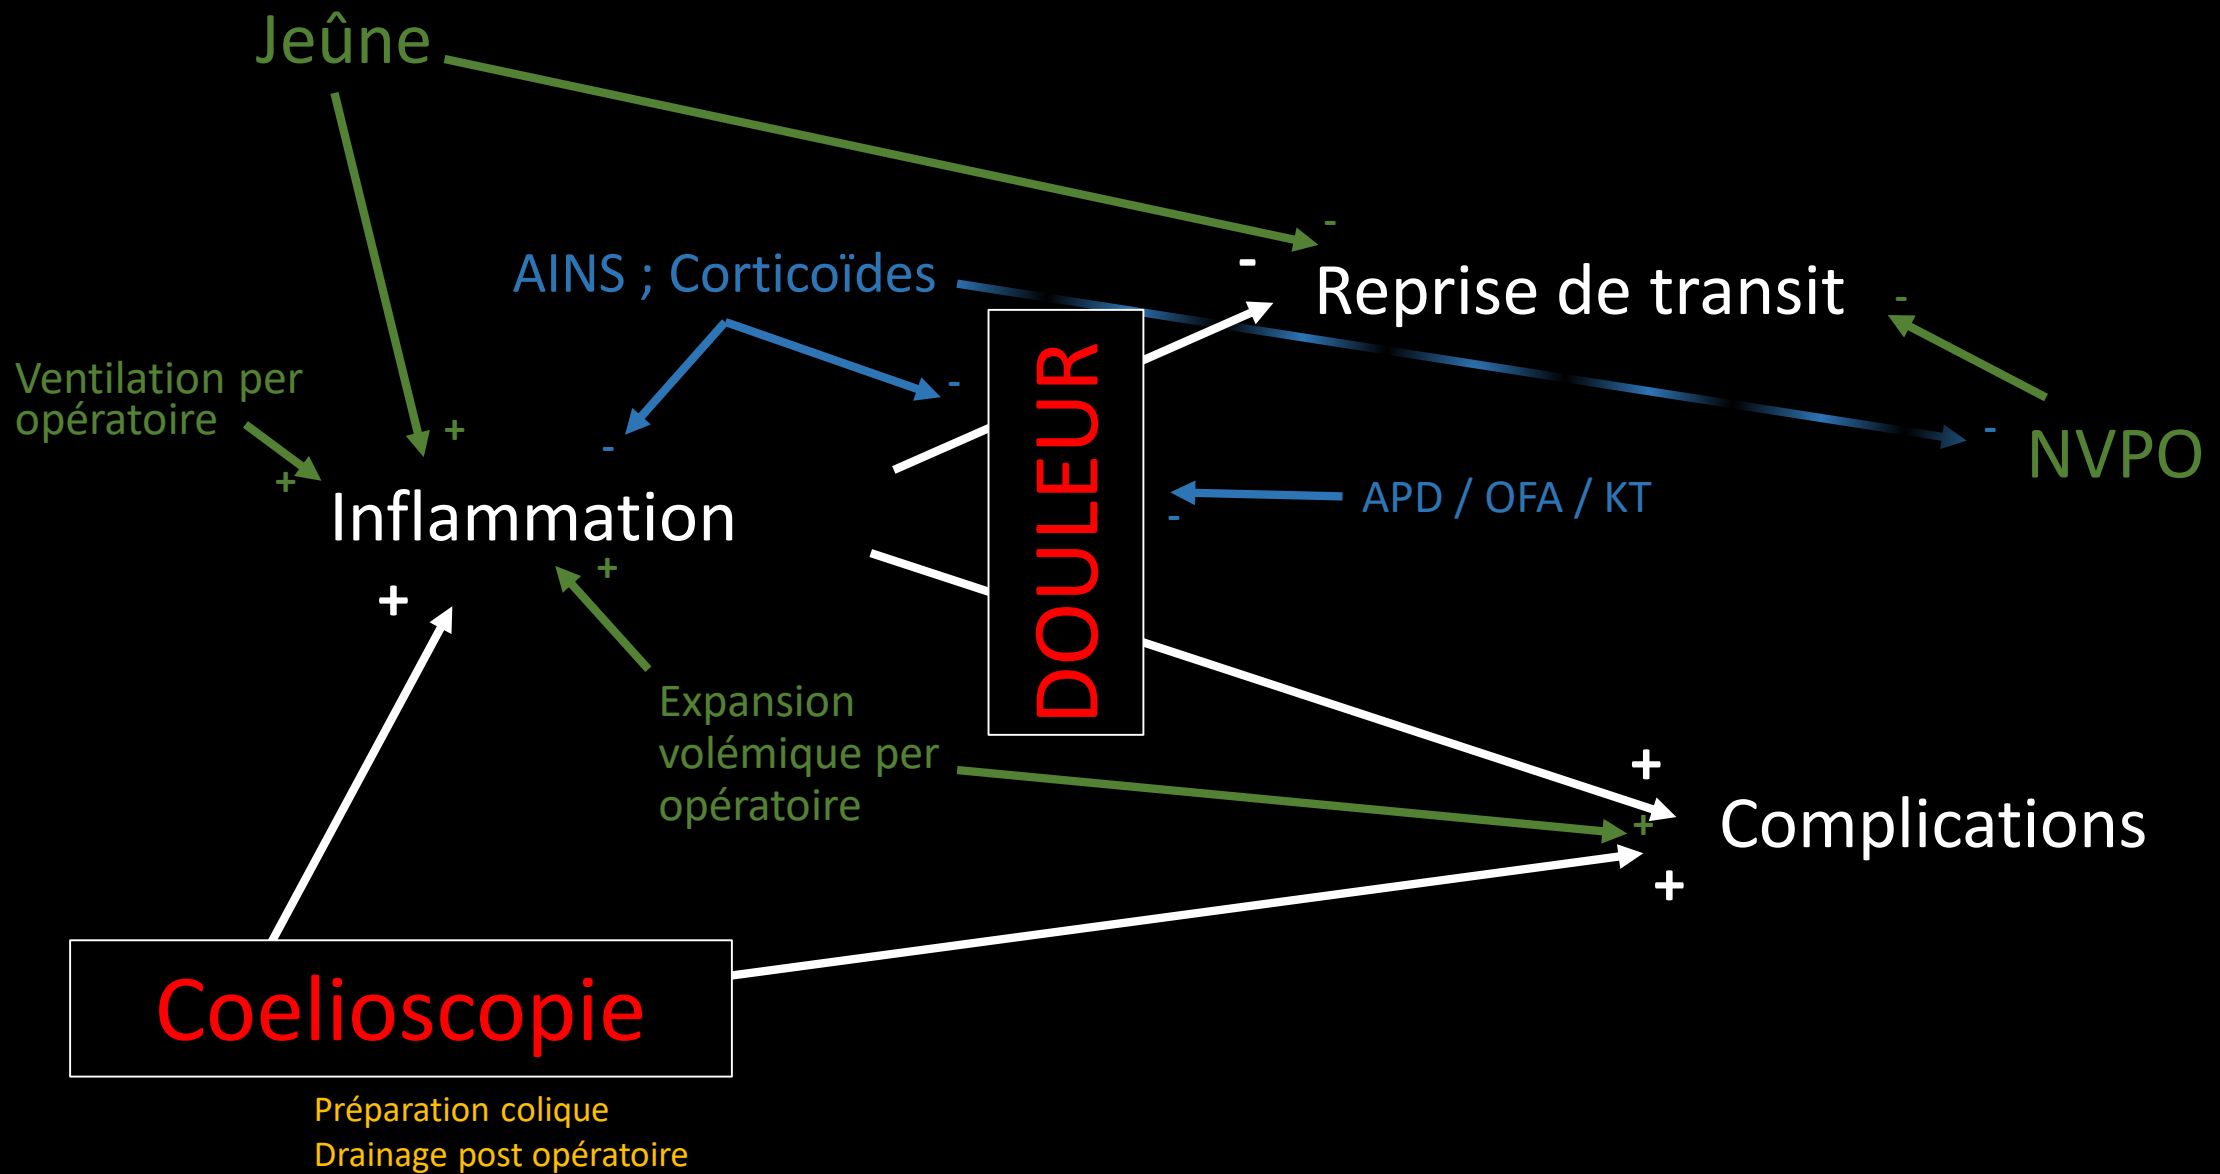 Jeûne
-
AINS ; Corticoïdes
-
Reprise de transit
-
Ventilation per
opératoire
+
+
-
-
DOULEUR
-
NVPO
Inflammation
APD / OFA / KT
-
+
+
Expansion
volémique per
opératoire
+
+
Complications
+
Coelioscopie
Préparation colique
Drainage post opératoire